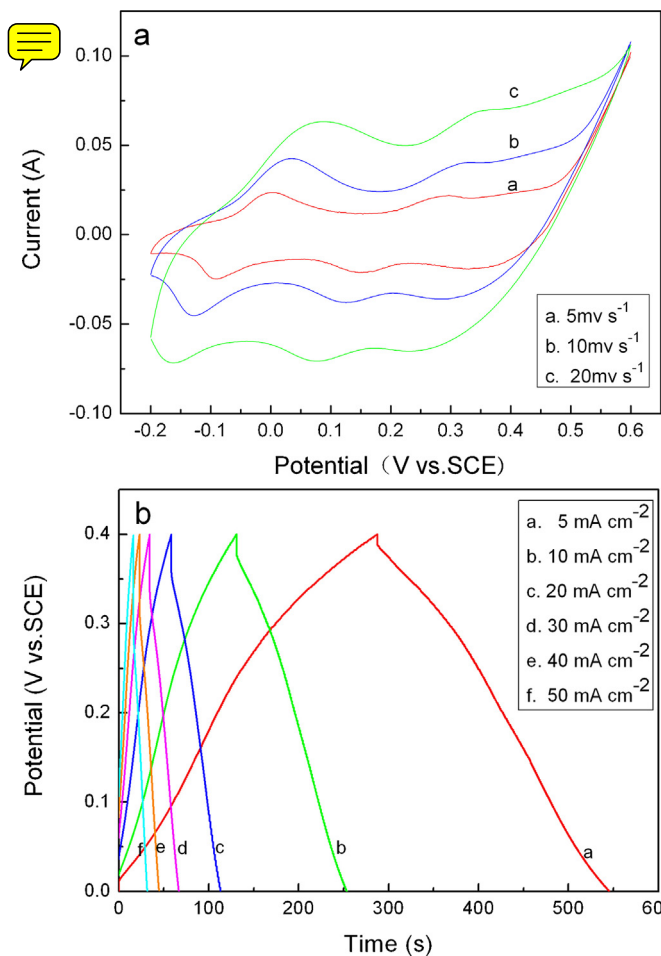 a
0.10
0.05
0.00
-0.05
-0.10
Current (A)
c
b
a
a. 5mv s⁻¹
b. 10mv s⁻¹
c. 20mv s⁻¹
-0.2 -0.1 0.0 0.1 0.2 0.3 0.4 0.5 0.6
Potential（V vs.SCE）
b
0.4
0.3
0.2
0.1
0.0
Potential (V vs.SCE)
a. 5 mA cm⁻²
b. 10 mA cm⁻²
c. 20 mA cm⁻²
d. 30 mA cm⁻²
e. 40 mA cm⁻²
f. 50 mA cm⁻²
f e d c b a
0 100 200 300 400 500 60
Time (s)